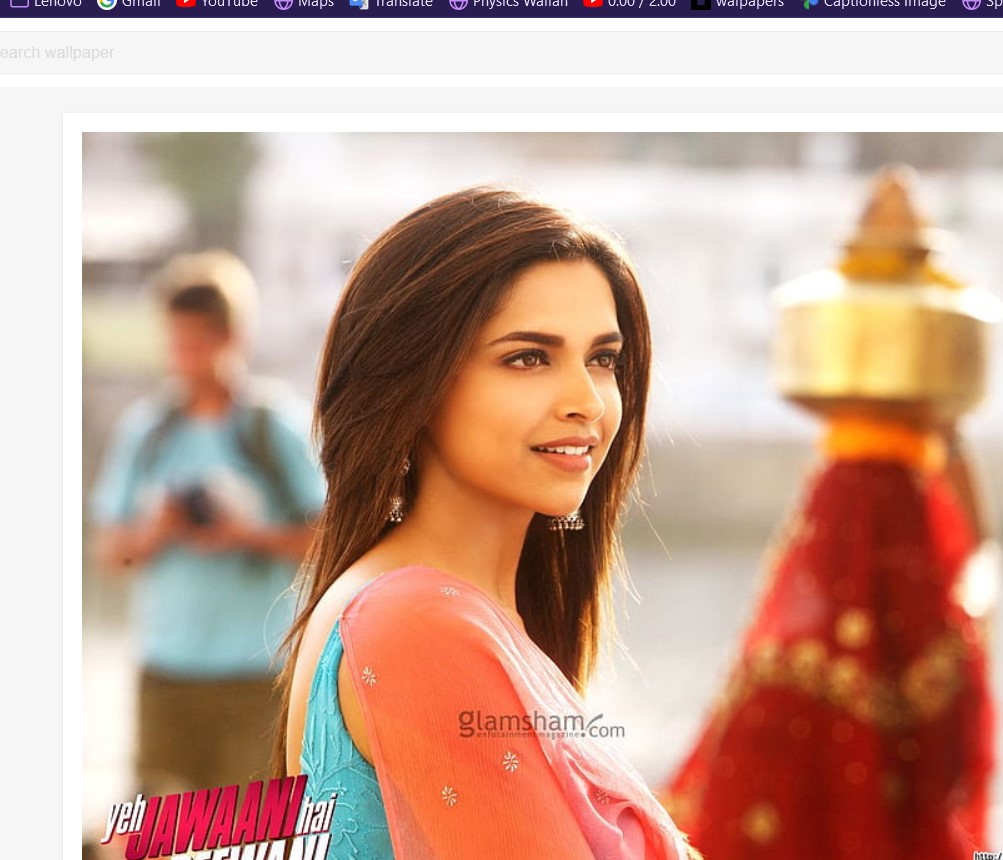 Lenovo Gmail YouTube Maps Translate Physics Wallah 0:00 / 2:00 walpapers Captionless Image Sp
earch wallpaper
glamsham.com
entertainment magazine
yeh JAWAANI hai
DEEWANI
http:/